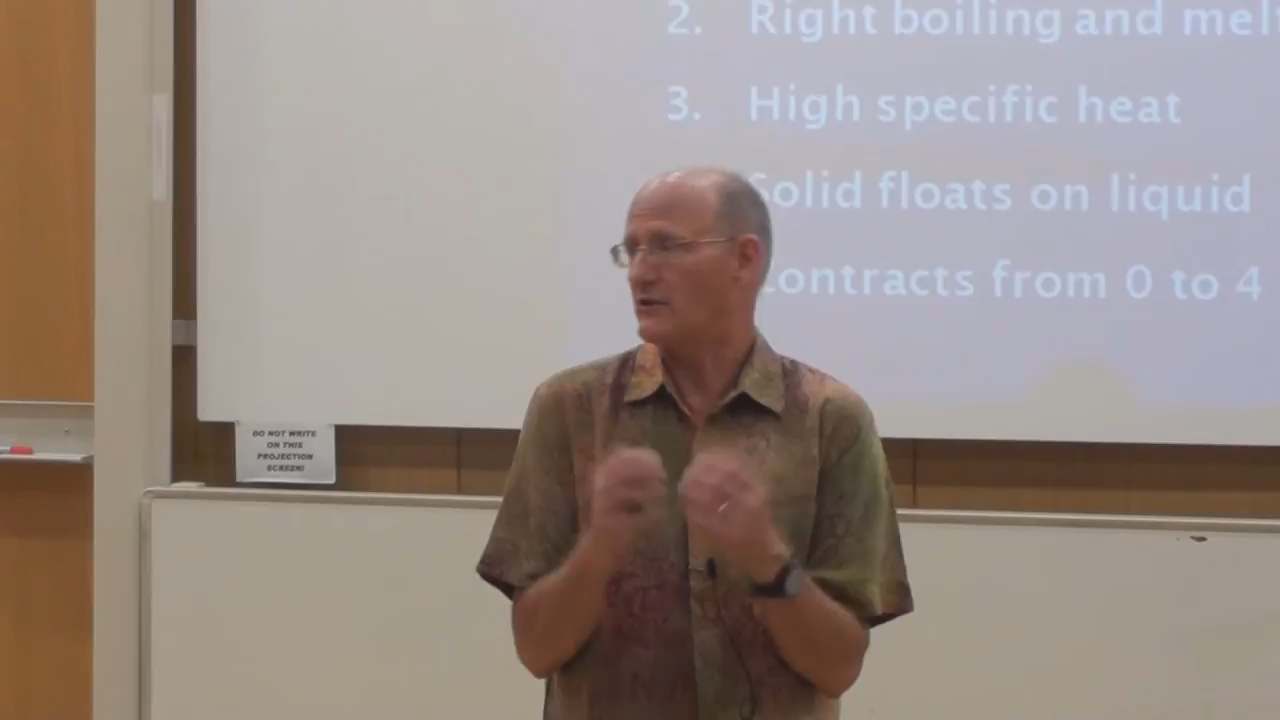 2. Right boiling and
3. High specific heat
Solid floats on liquid
contracts from 0 to 4
DO NOT WRITE
ON THIS
PROJECTION
SCREEN!